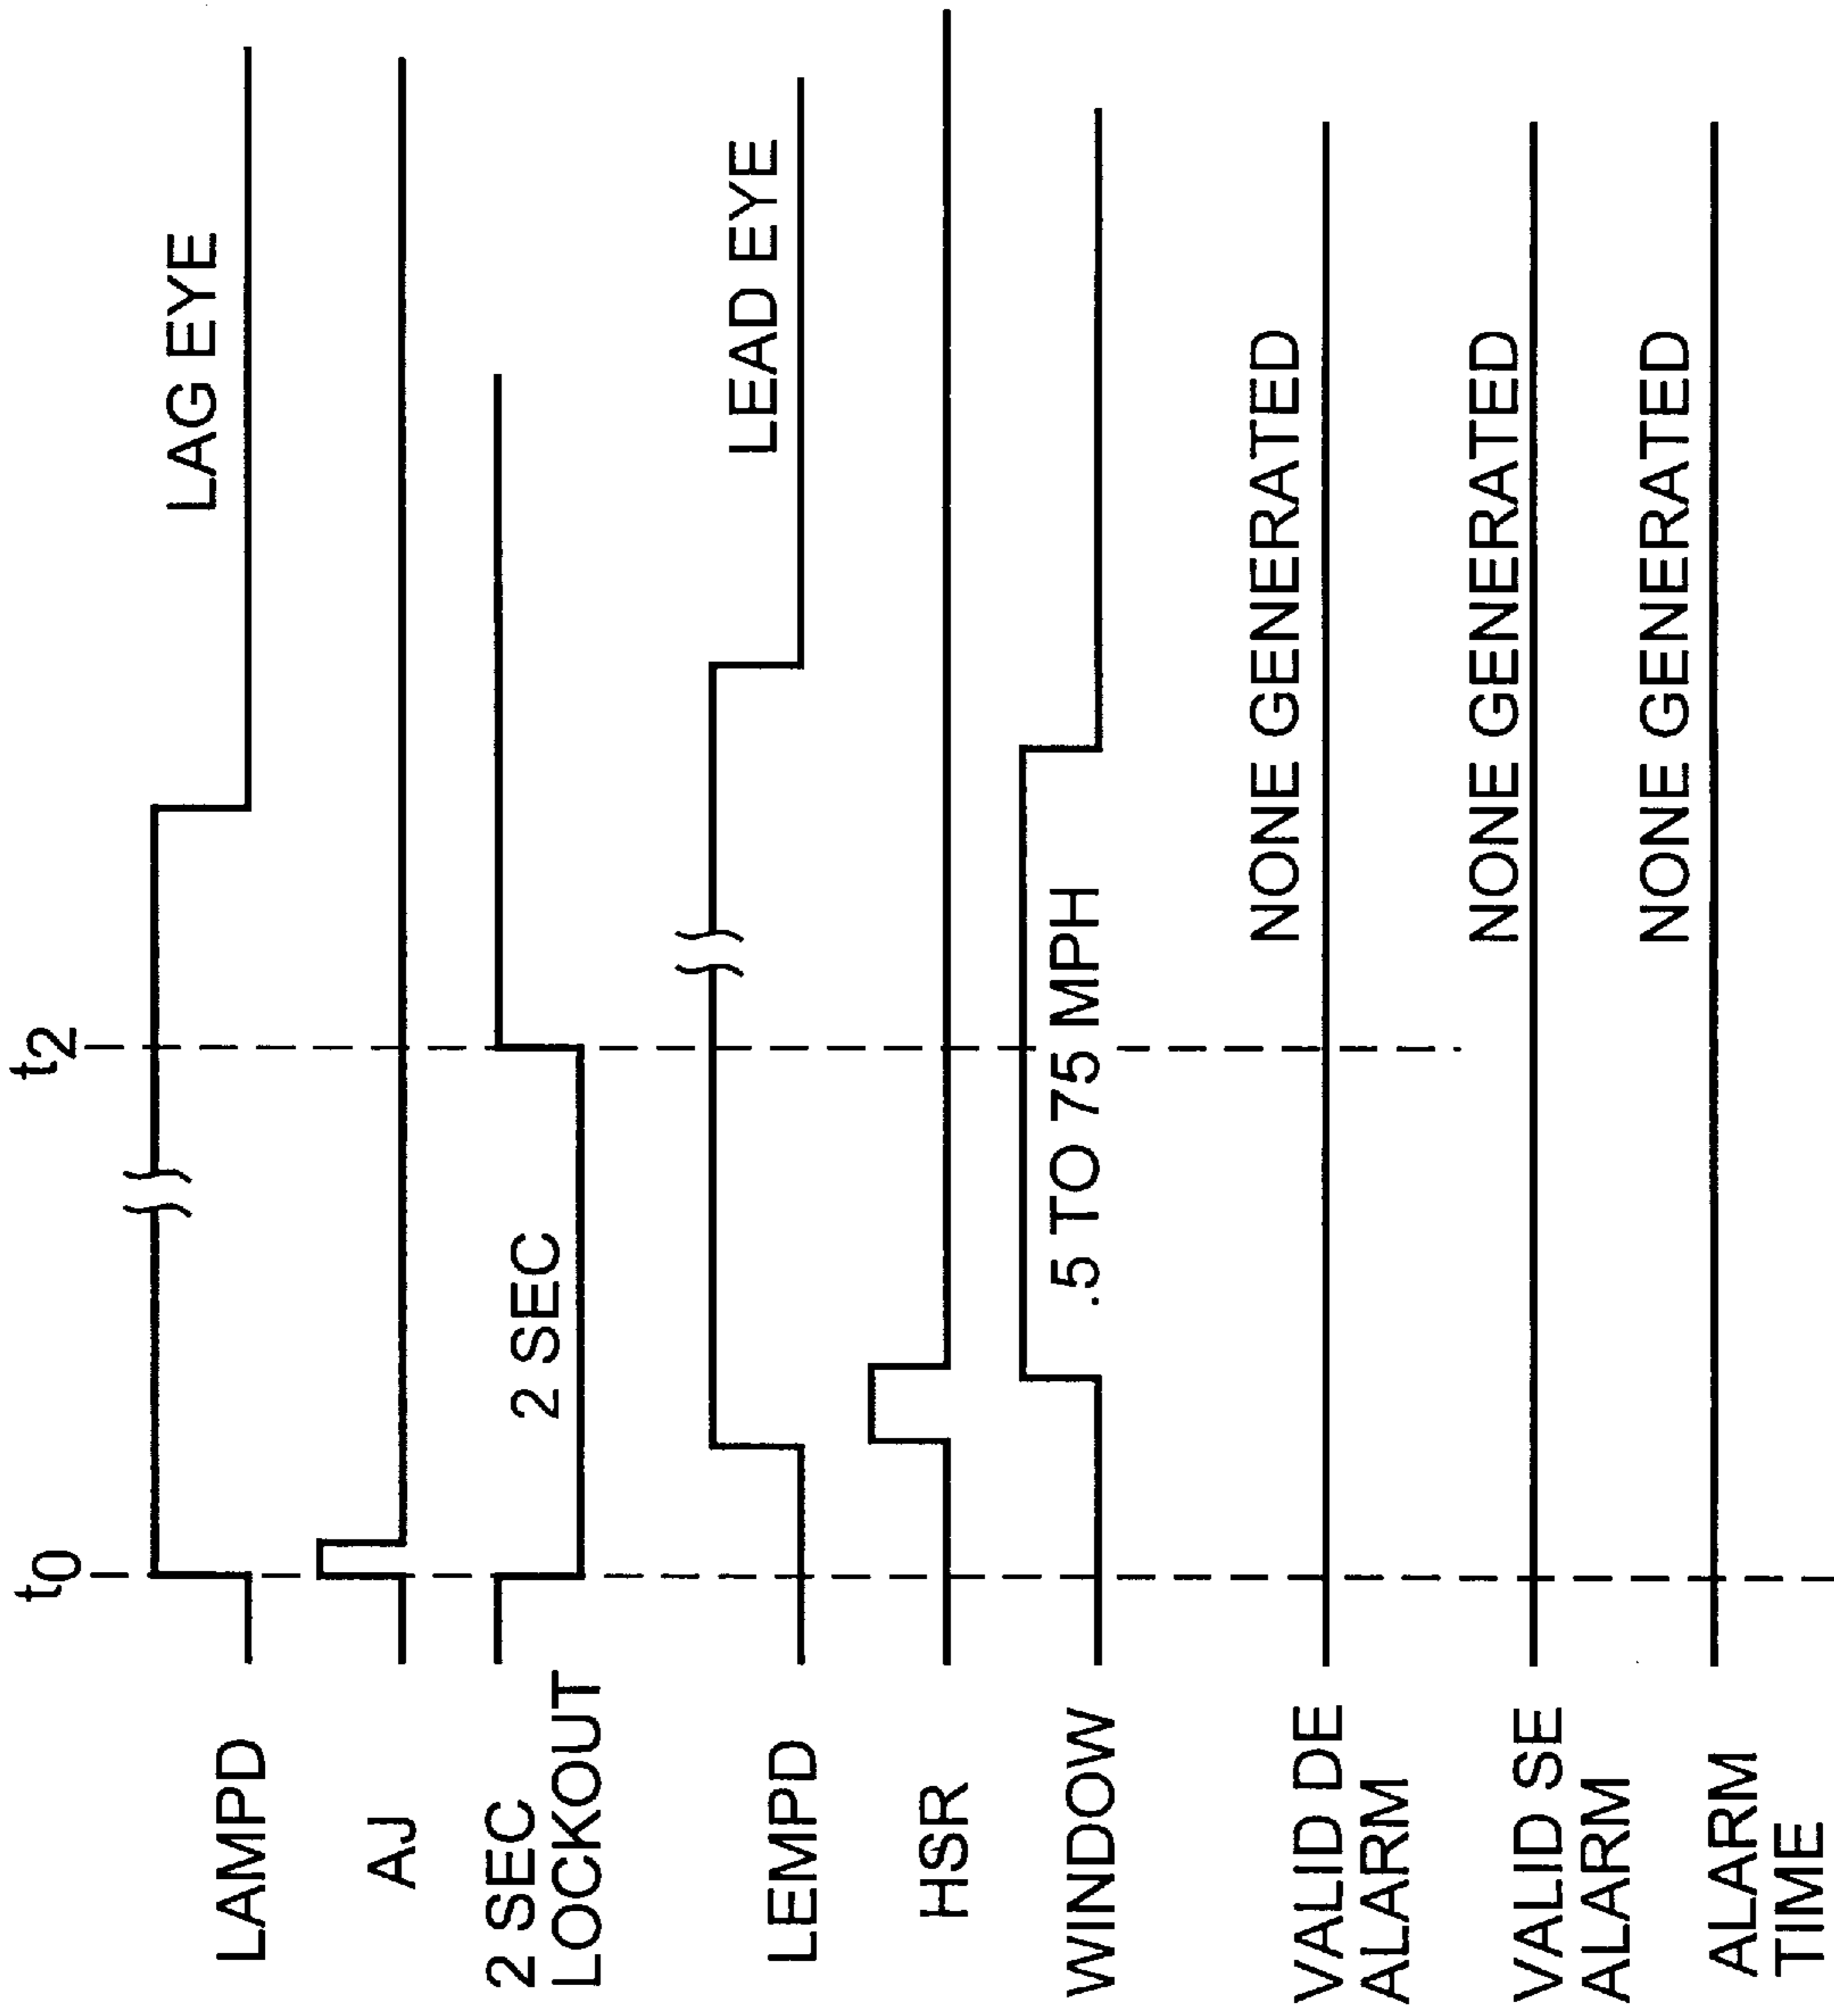 t0
t2
LAMPD
LAG EYE
AJ
2 SEC
LOCKOUT
2 SEC
LEMPD
LEAD EYE
HSR
WINDOW
.5 TO 75 MPH
VALID DE
ALARM
NONE GENERATED
VALID SE
ALARM
NONE GENERATED
ALARM
TIME
NONE GENERATED